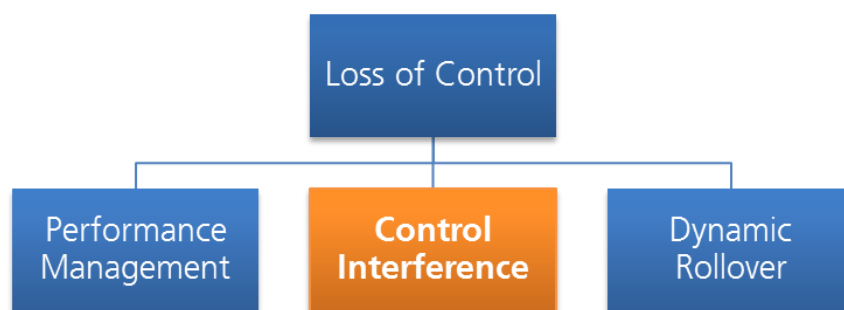 Loss of Control
Performance
Management
Control
Interference
Dynamic
Rollover